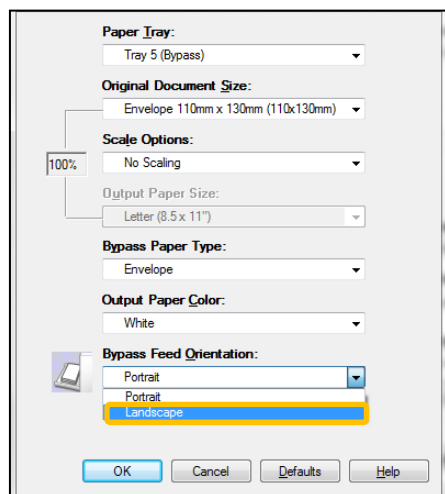 Paper Tray:
Tray 5 (Bypass)
Original Document Size:
Envelope 110mm x 130mm (110x130mm)
Scale Options:
100%
No Scaling
Output Paper Size:
Letter (8.5 x 11")
Bypass Paper Type:
Envelope
Output Paper Color:
White
Bypass Feed Orientation:
Portrait
Portrait
Landscape
OK Cancel Defaults Help